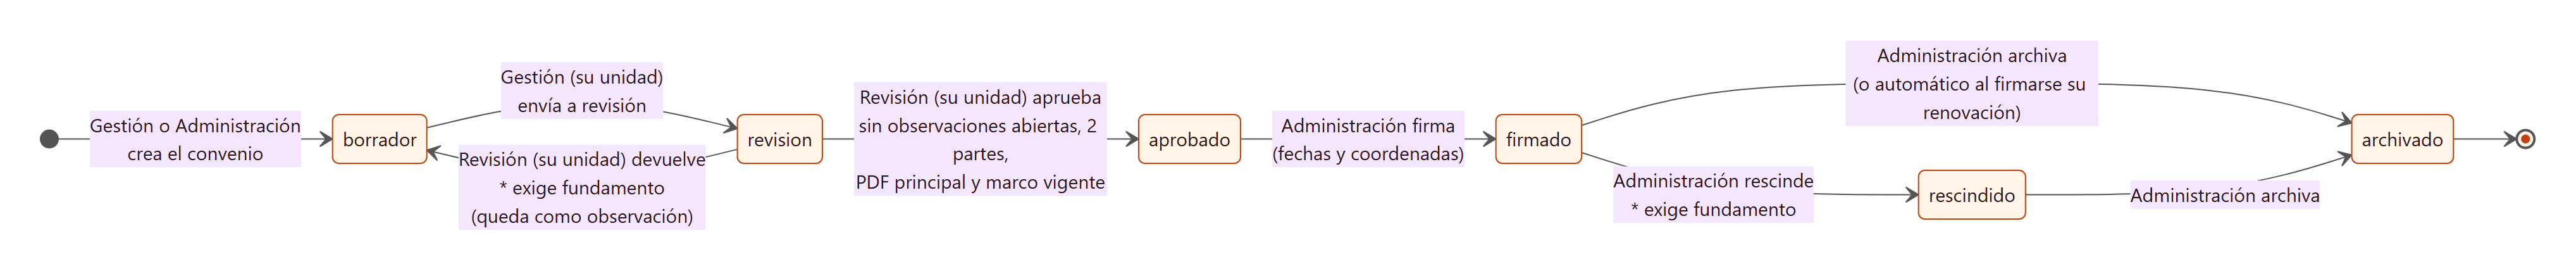 Gestión o Administración
crea el convenio
borrador
Gestión (su unidad)
envía a revisión
Revisión (su unidad) devuelve
* exige fundamento
(queda como observación)
revision
Revisión (su unidad) aprueba
sin observaciones abiertas, 2
partes,
PDF principal y marco vigente
aprobado
Administración firma
(fechas y coordenadas)
firmado
Administración archiva
(o automático al firmarse su
renovación)
Administración rescinde
* exige fundamento
rescindido
Administración archiva
archivado